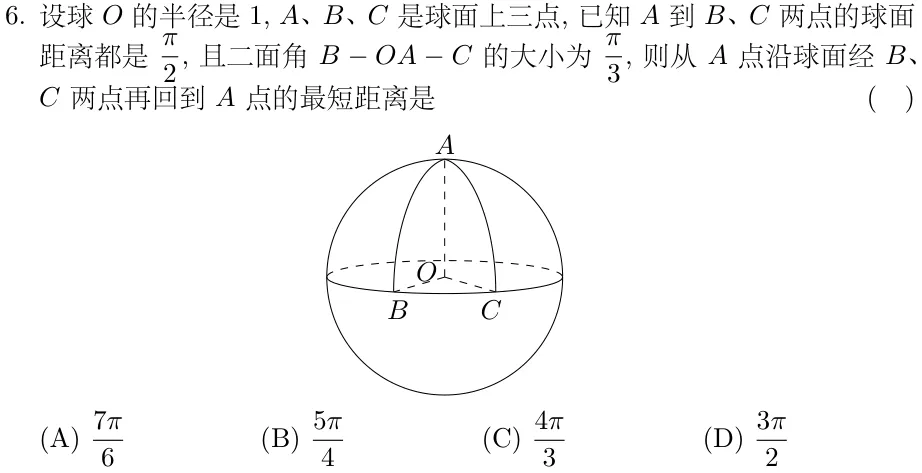 6. 设球 O 的半径是 1, A、B、C 是球面上三点, 已知 A 到 B、C 两点的球面
距离都是 π/2, 且二面角 B − OA − C 的大小为 π/3, 则从 A 点沿球面经 B、
C 两点再回到 A 点的最短距离是 ( )
A
O
B C
(A) 7π/6 (B) 5π/4 (C) 4π/3 (D) 3π/2